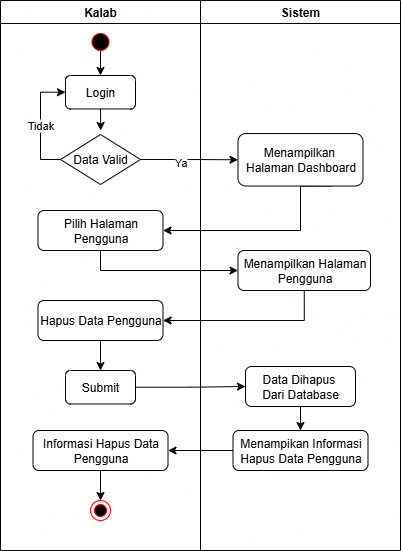 Kalab
Sistem
Login
Tidak
Data Valid
Ya
Menampilkan
Halaman Dashboard
Pilih Halaman
Pengguna
Menampilkan Halaman
Pengguna
Hapus Data Pengguna
Submit
Data Dihapus
Dari Database
Menampikan Informasi
Hapus Data Pengguna
Informasi Hapus Data
Pengguna